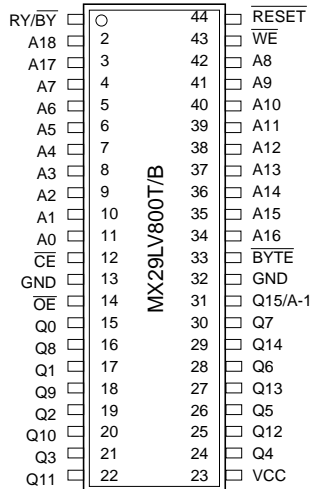 RY/BY 44 RESET
A18 2 43 WE
A17 3 42 A8
A7 4 41 A9
A6 5 40 A10
A5 6 39 A11
A4 7 38 A12
A3 8 37 A13
A2 9 36 A14
A1 10 35 A15
A0 11 34 A16
CE 12 33 BYTE
GND 13 32 GND
OE 14 31 Q15/A-1
Q0 15 30 Q7
Q8 16 29 Q14
Q1 17 28 Q6
Q9 18 27 Q13
Q2 19 26 Q5
Q10 20 25 Q12
Q3 21 24 Q4
Q11 22 23 VCC
MX29LV800T/B